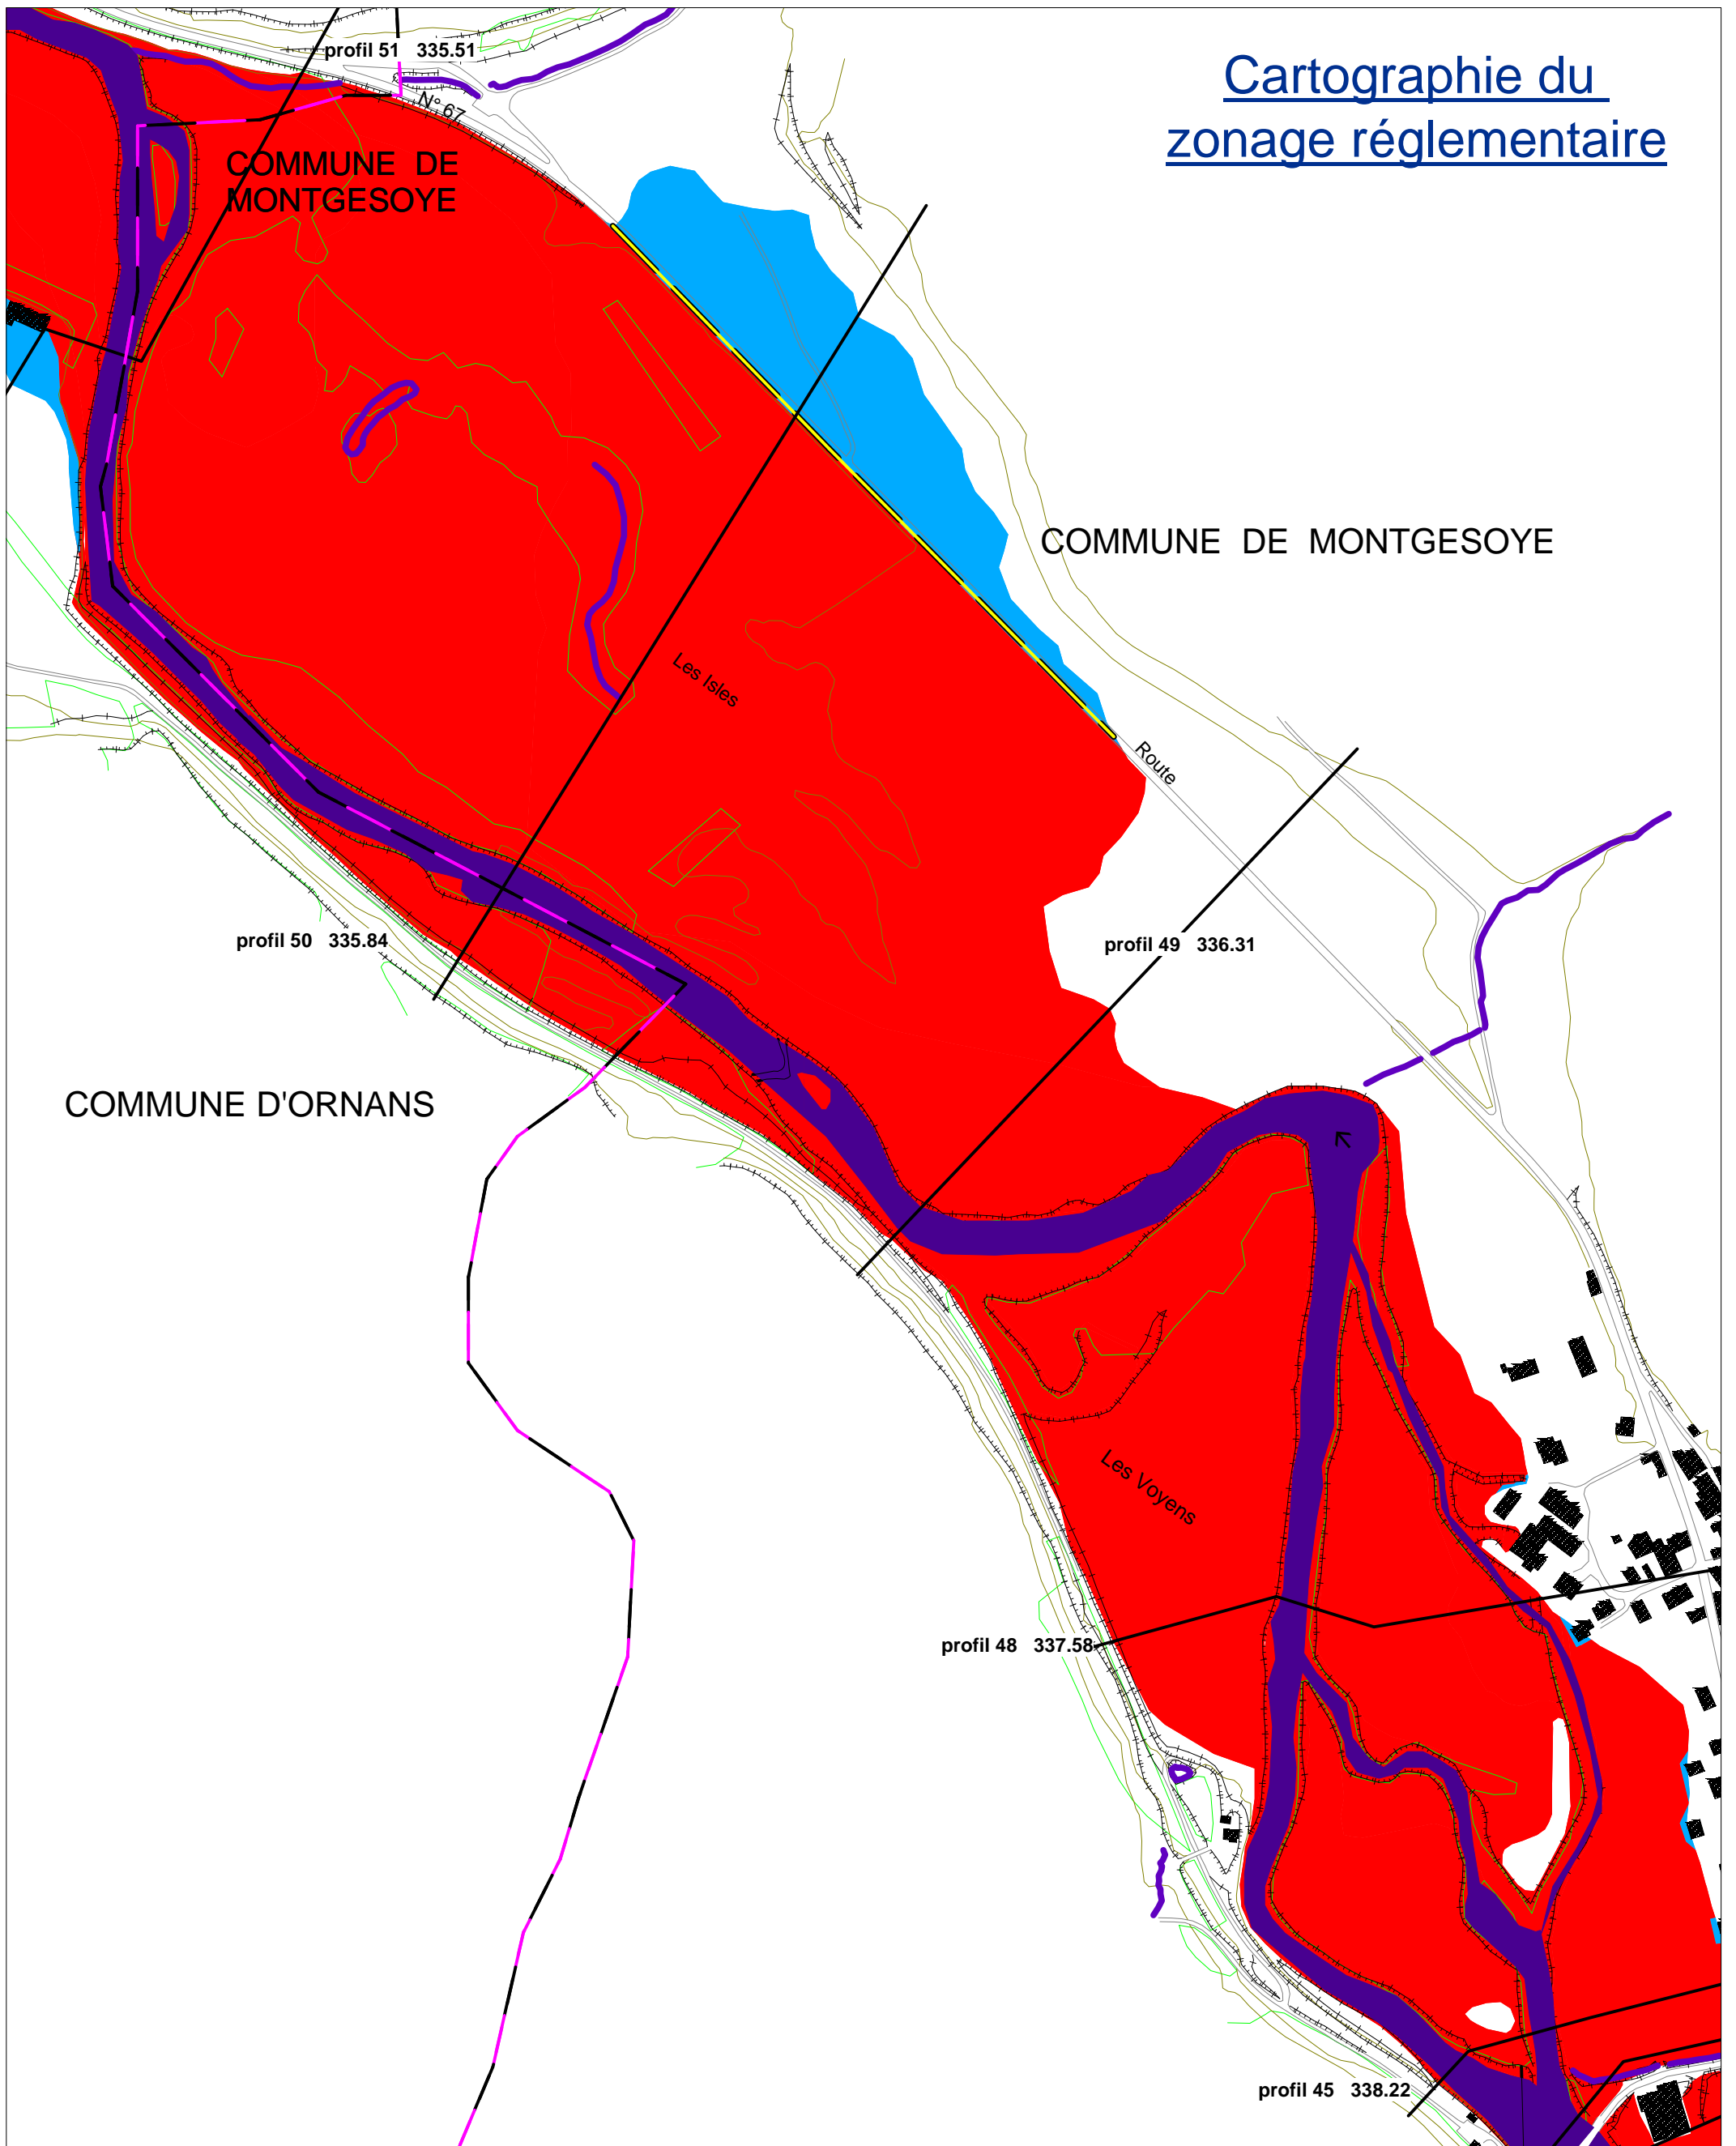 Cartographie du
zonage réglementaire
profil 51 335.51
N° 67
COMMUNE DE
MONTGESOYE
COMMUNE DE MONTGESOYE
Les Isles
Route
profil 50 335.84
profil 49 336.31
COMMUNE D'ORNANS
Les Voyens
profil 48 337.58
profil 45 338.22